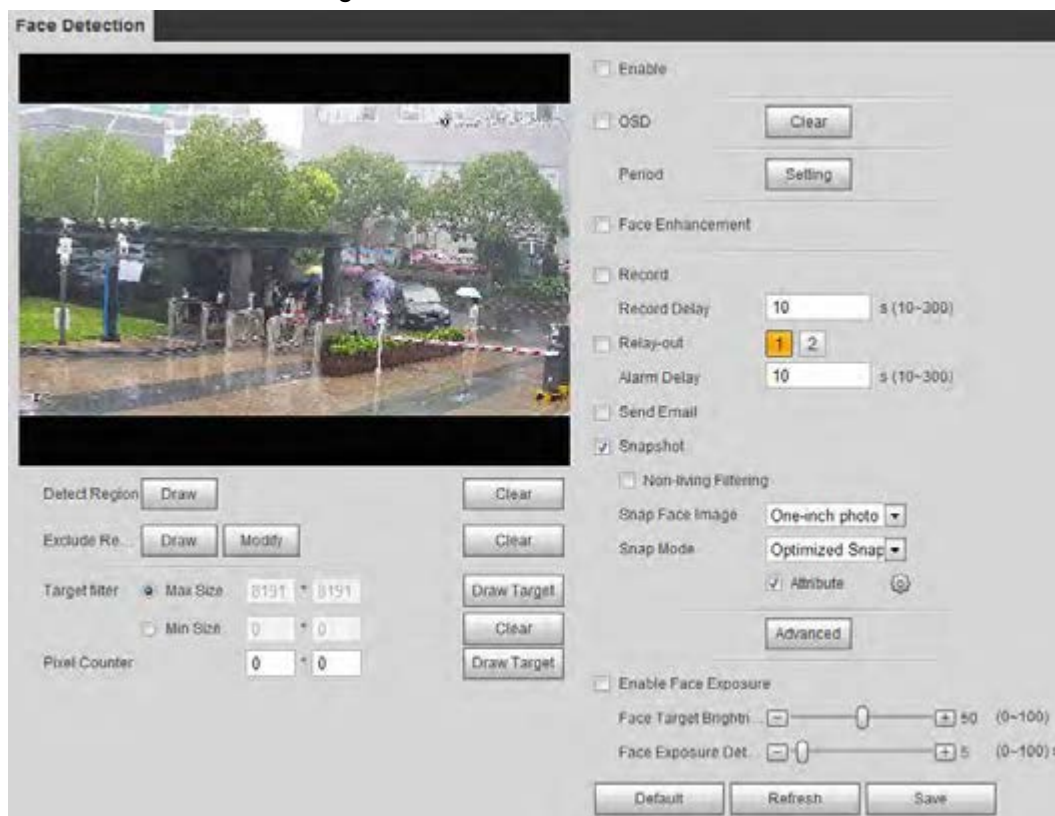 Face Detection
Enable
OSD
Clear
Period
Setting
Face Enhancement
Record
Record Delay
10
s (10~300)
Relay-out
1
2
Alarm Delay
10
s (10~300)
Send Email
Snapshot
Non-living Filtering
Snap Face Image
One-inch photo
Snap Mode
Optimized Snap
Attribute
Advanced
Enable Face Exposure
Face Target Brightn...
50
(0~100)
Face Exposure Det...
5
(0~100) s
Detect Region
Draw
Clear
Exclude Re...
Draw
Modify
Clear
Target filter
Max Size
8191 * 8191
Draw Target
Min Size
0 * 0
Clear
Pixel Counter
0 * 0
Draw Target
Default
Refresh
Save